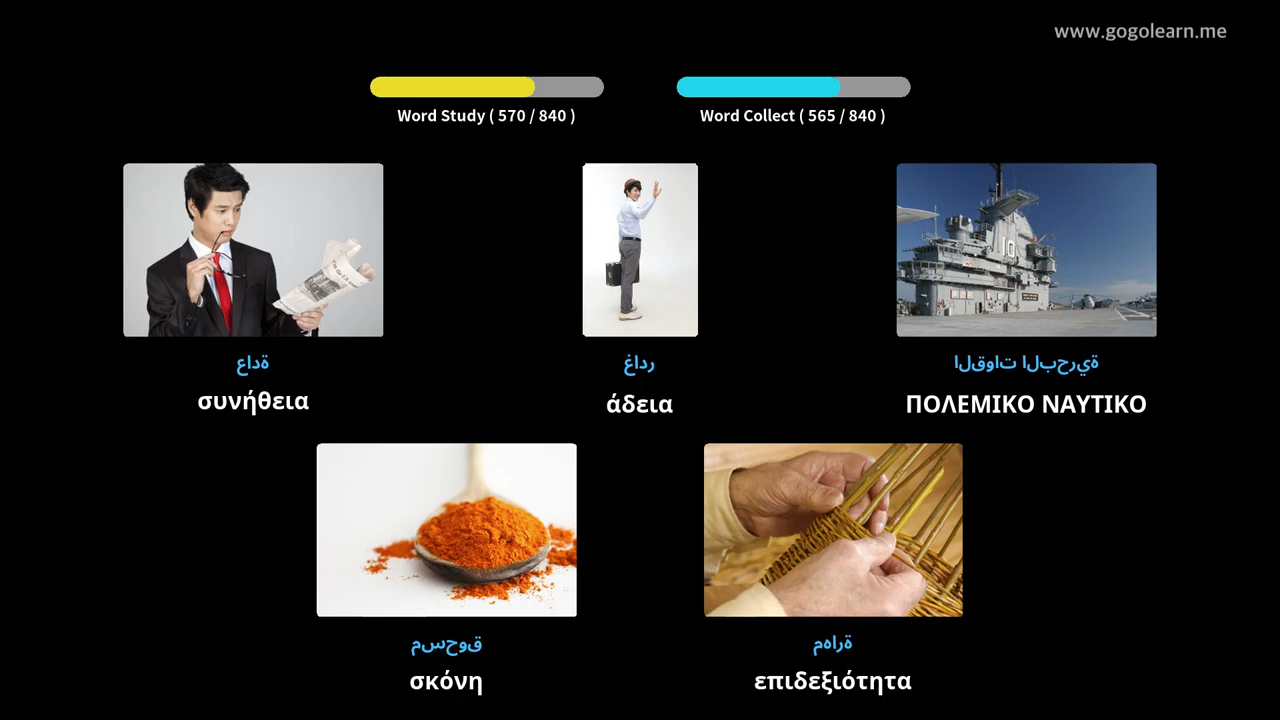 www.gogolearn.me
Word Study ( 570 / 840 )
Word Collect ( 565 / 840 )
عادة
غادر
القوات البحرية
συνήθεια
άδεια
ΠΟΛΕΜΙΚΟ ΝΑΥΤΙΚΟ
مسحوق
مهارة
σκόνη
επιδεξιότητα